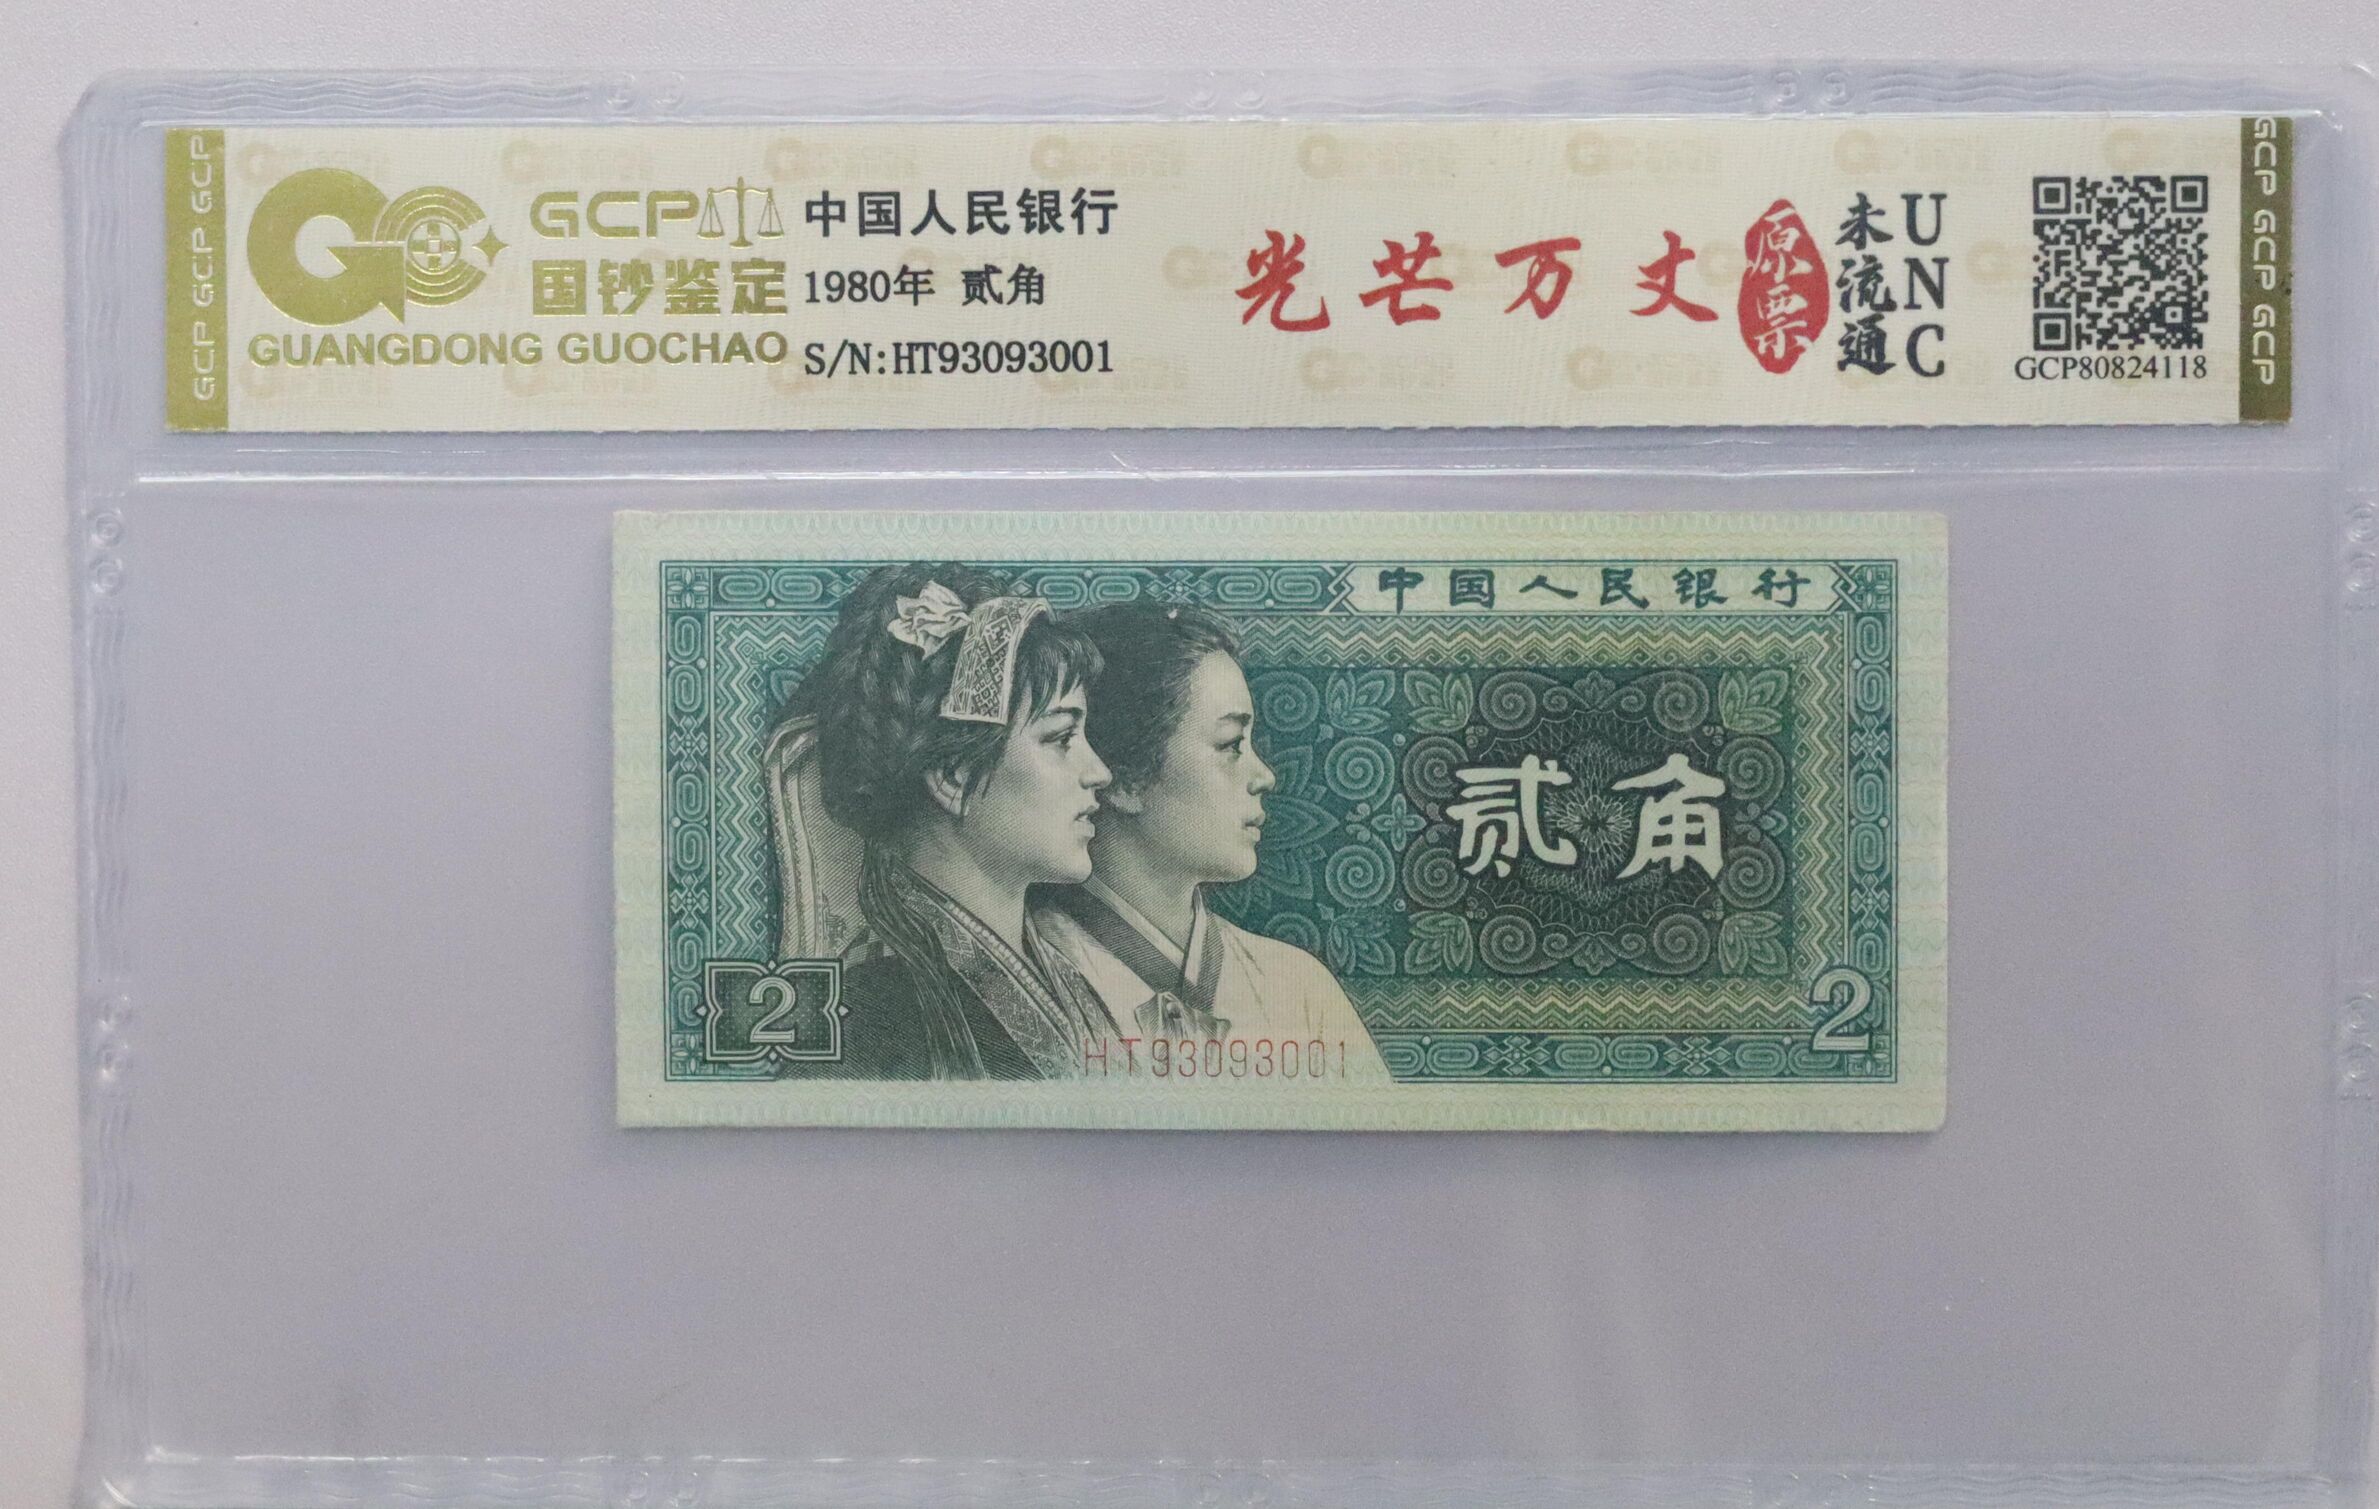 GCP GCP GCP
GCP
国钞鉴定
GUANGDONG GUOCHAO
中国人民银行
1980年 贰角
S/N:HT93093001
光芒万丈
原票
未流通
UNC
GCP80824118
GCP GCP GCP
中国人民银行
贰角
2
2
HT93093001